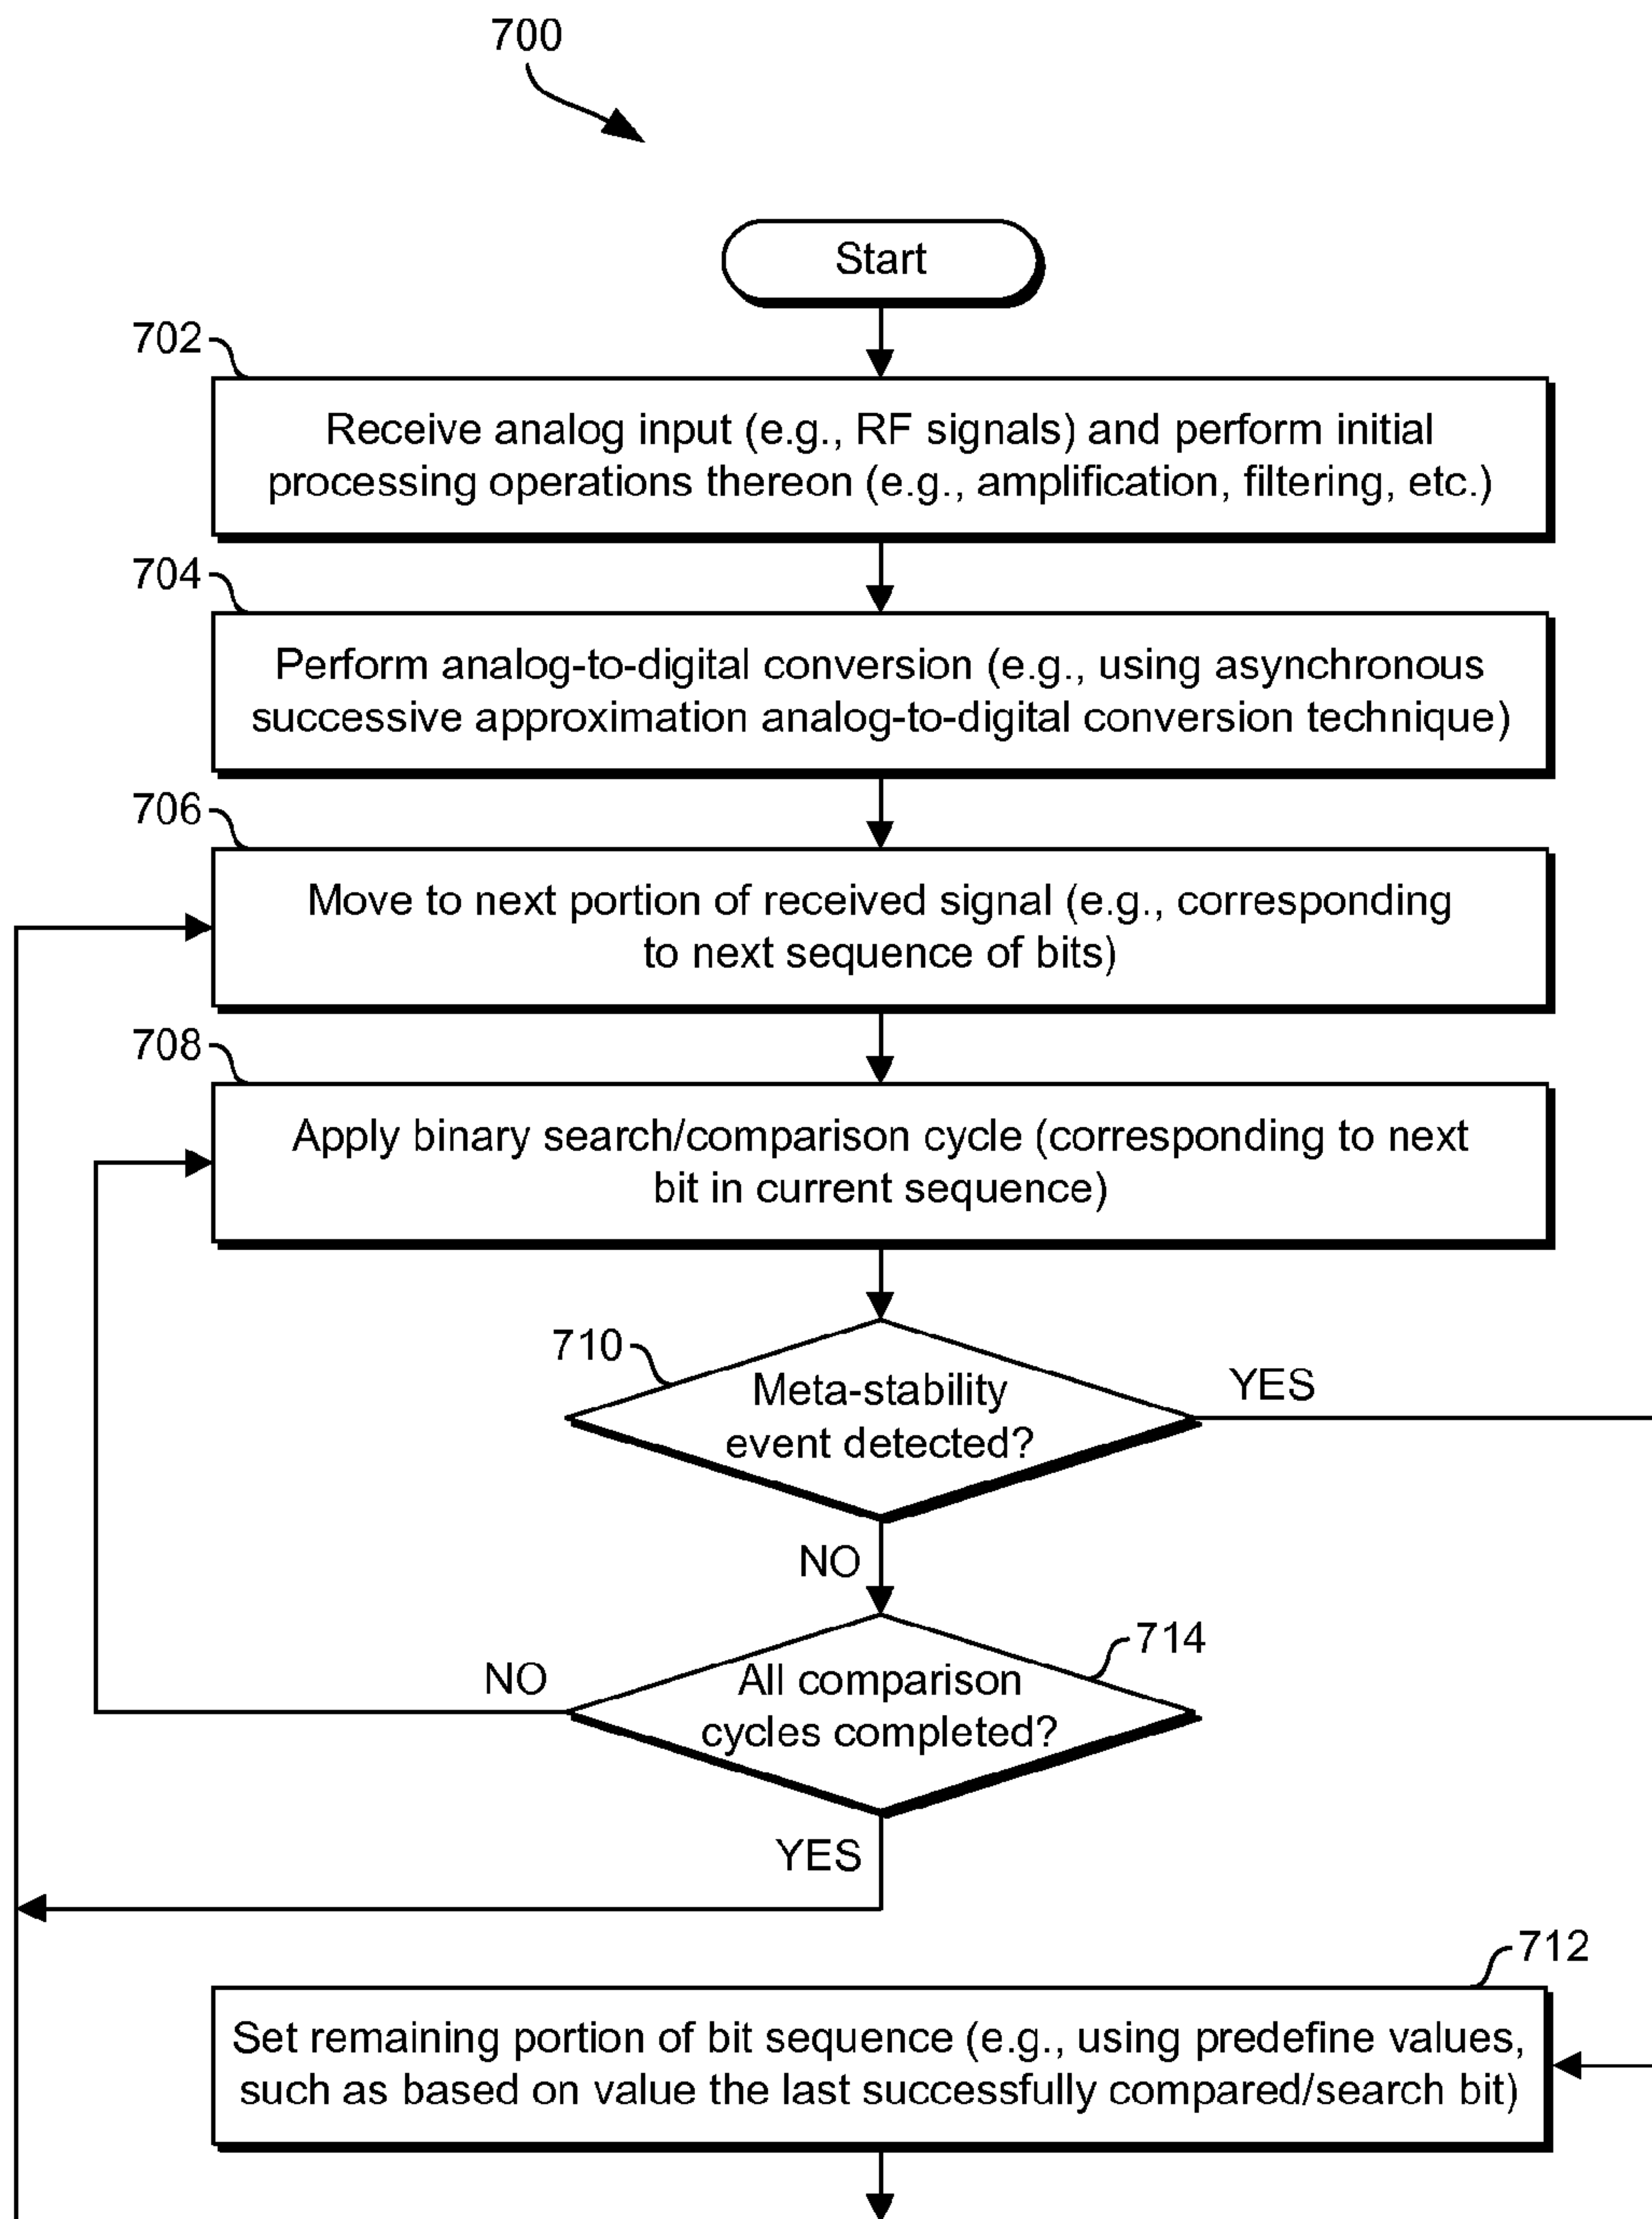 700
Start
702
Receive analog input (e.g., RF signals) and perform initial
processing operations thereon (e.g., amplification, filtering, etc.)
704
Perform analog-to-digital conversion (e.g., using asynchronous
successive approximation analog-to-digital conversion technique)
706
Move to next portion of received signal (e.g., corresponding
to next sequence of bits)
708
Apply binary search/comparison cycle (corresponding to next
bit in current sequence)
710
Meta-stability
event detected?
YES
NO
714
All comparison
cycles completed?
NO
YES
712
Set remaining portion of bit sequence (e.g., using predefine values,
such as based on value the last successfully compared/search bit)